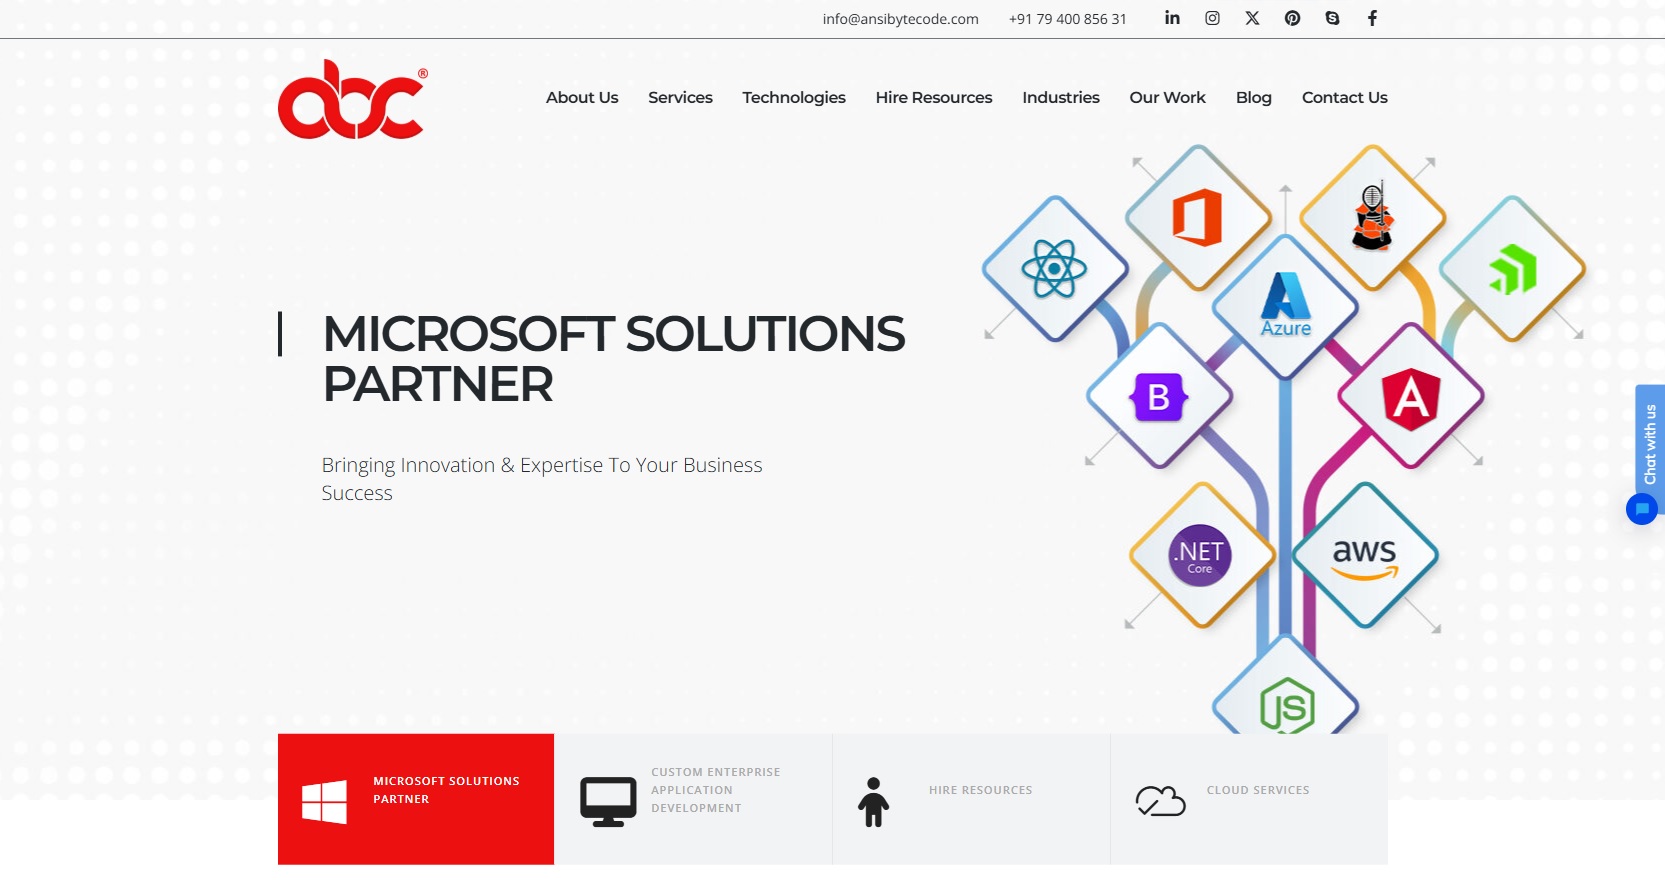 info@ansibytecode.com +91 79 400 856 31
abc®
About Us Services Technologies Hire Resources Industries Our Work Blog Contact Us
MICROSOFT SOLUTIONS
PARTNER
Bringing Innovation & Expertise To Your Business
Success
Azure
B
A
.NET
Core
aws
JS
Chat with us
MICROSOFT SOLUTIONS
PARTNER
CUSTOM ENTERPRISE
APPLICATION
DEVELOPMENT
HIRE RESOURCES
CLOUD SERVICES